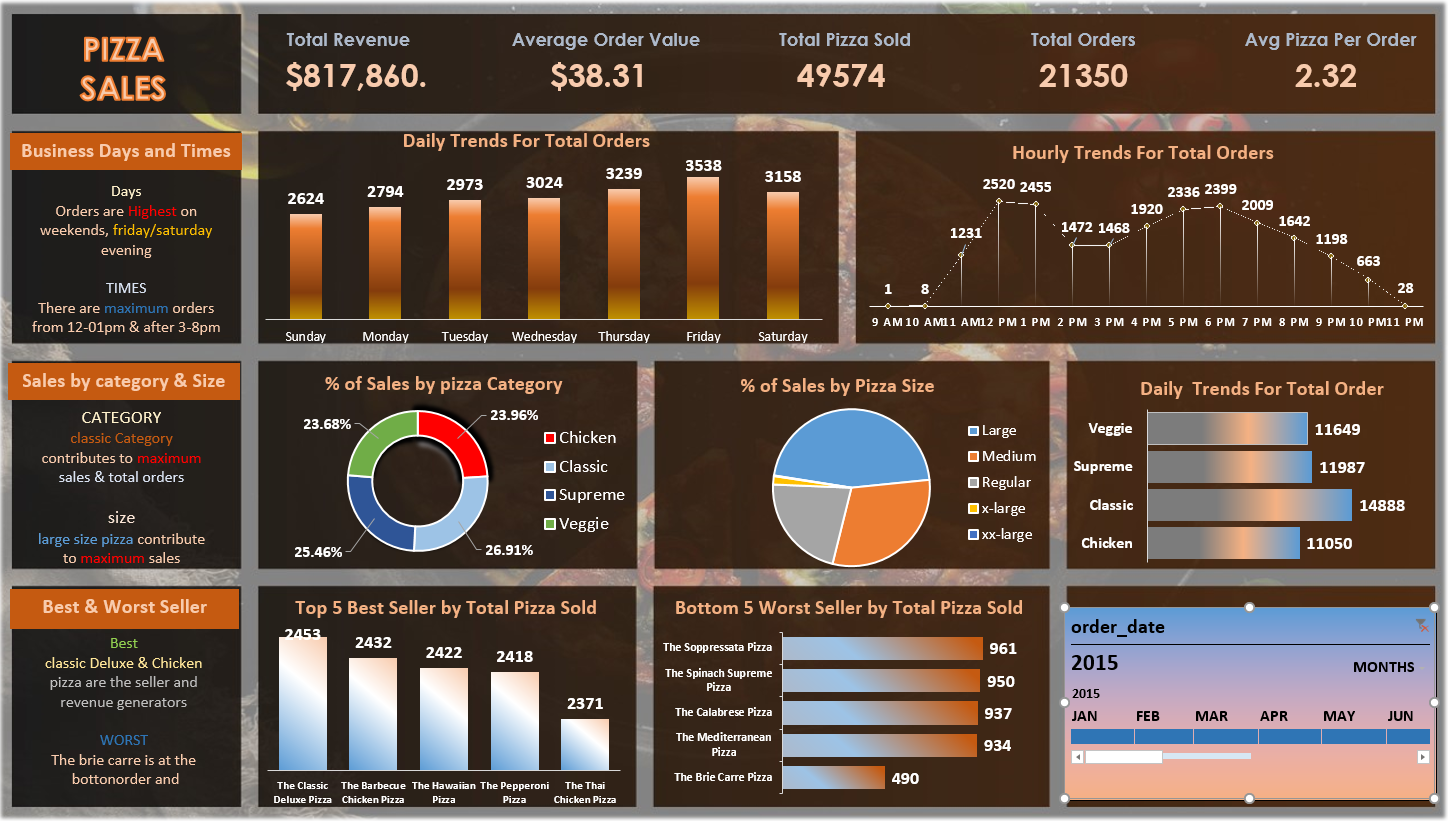 PIZZA
SALES
Total Revenue
$817,860.
Average Order Value
$38.31
Total Pizza Sold
49574
Total Orders
21350
Avg Pizza Per Order
2.32
Business Days and Times
Days
Orders are Highest on
weekends, friday/saturday
evening
TIMES
There are maximum orders
from 12-01pm & after 3-8pm
Daily Trends For Total Orders
2624
2794
2973
3024
3239
3538
3158
Sunday
Monday
Tuesday
Wednesday
Thursday
Friday
Saturday
Hourly Trends For Total Orders
1
8
1231
2520
2455
1472
1468
1920
2336
2399
2009
1642
1198
663
28
9 AM
10 AM
11 AM
12 PM
1 PM
2 PM
3 PM
4 PM
5 PM
6 PM
7 PM
8 PM
9 PM
10 PM
11 PM
Sales by category & Size
CATEGORY
classic Category
contributes to maximum
sales & total orders
size
large size pizza contribute
to maximum sales
% of Sales by pizza Category
23.68%
23.96%
25.46%
26.91%
Chicken
Classic
Supreme
Veggie
% of Sales by Pizza Size
Large
Medium
Regular
x-large
xx-large
Daily Trends For Total Order
Veggie
11649
Supreme
11987
Classic
14888
Chicken
11050
Best & Worst Seller
Best
classic Deluxe & Chicken
pizza are the seller and
revenue generators
WORST
The brie carre is at the
bottonorder and
Top 5 Best Seller by Total Pizza Sold
2453
2432
2422
2418
2371
The Classic
Deluxe Pizza
The Barbecue
Chicken Pizza
The Hawaiian
Pizza
The Pepperoni
Pizza
The Thai
Chicken Pizza
Bottom 5 Worst Seller by Total Pizza Sold
The Soppressata Pizza
961
The Spinach Supreme
Pizza
950
The Calabrese Pizza
937
The Mediterranean
Pizza
934
The Brie Carre Pizza
490
order_date
2015
MONTHS
2015
JAN
FEB
MAR
APR
MAY
JUN